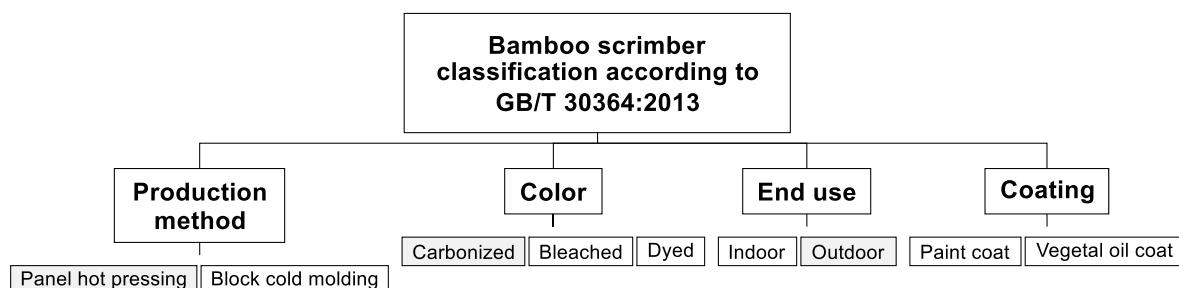 Bamboo scrimber
classification according to
GB/T 30364:2013
Production
method
Color
End use
Coating
Panel hot pressing
Block cold molding
Carbonized
Bleached
Dyed
Indoor
Outdoor
Paint coat
Vegetal oil coat